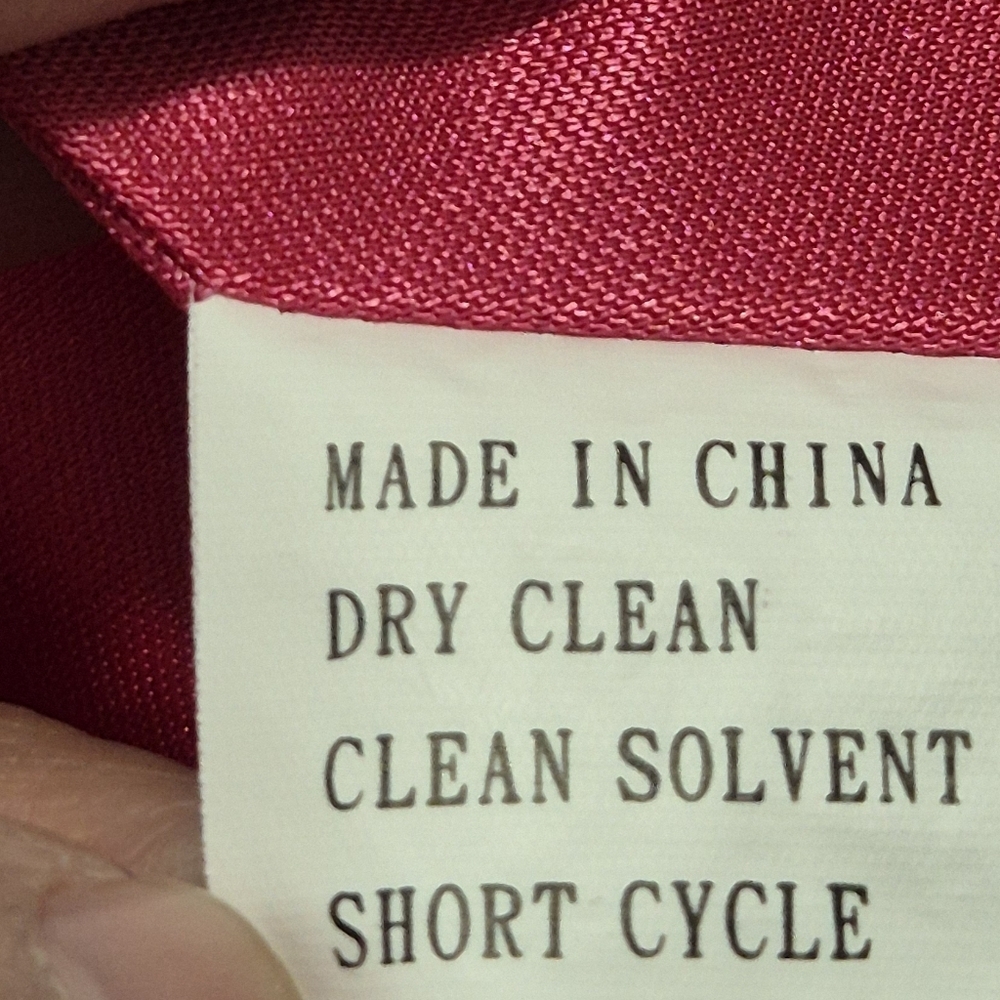 MADE IN CHINA
DRY CLEAN
CLEAN SOLVENT
SHORT CYCLE